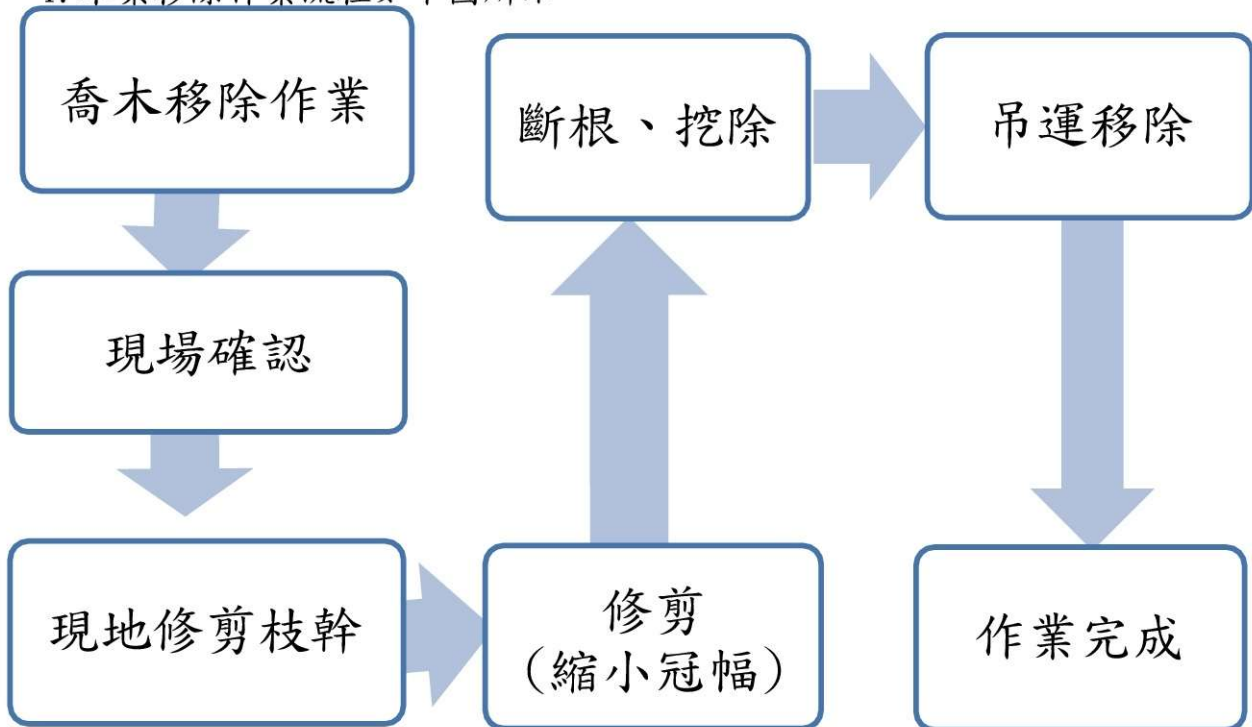 喬木移除作業
現場確認
現地修剪枝幹
修剪
(縮小冠幅)
斷根、挖除
吊運移除
作業完成